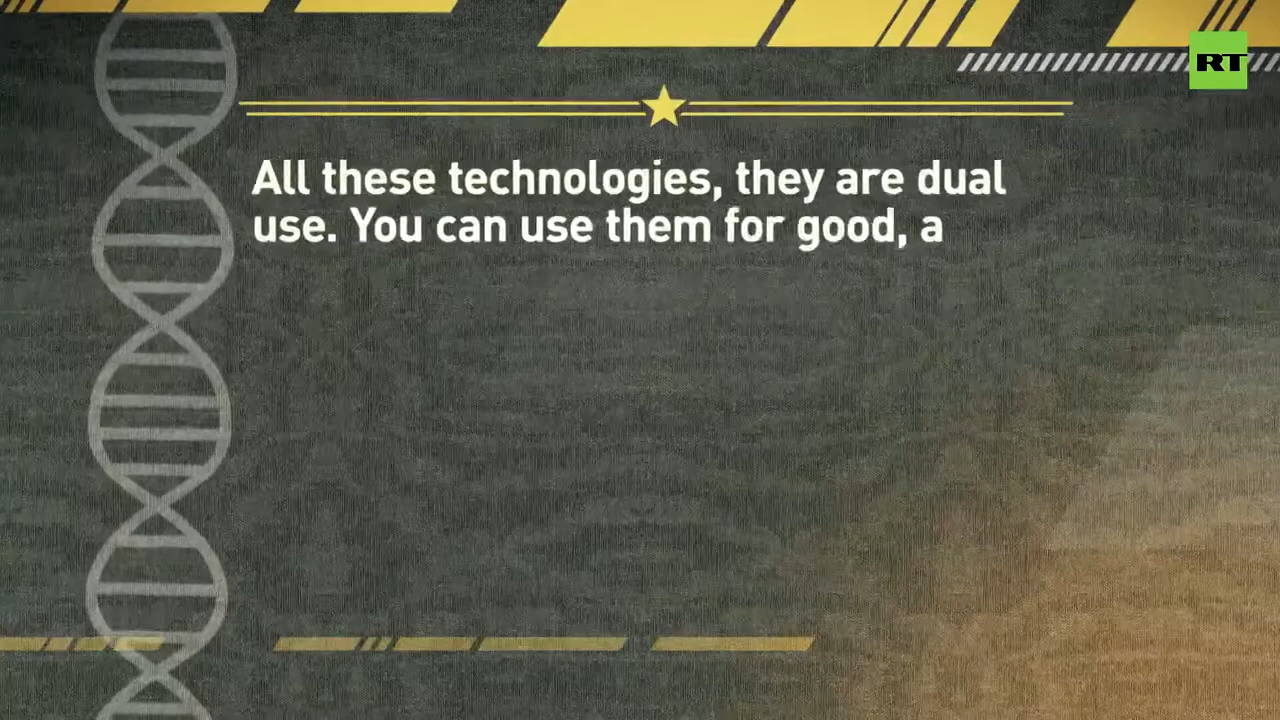 RT
All these technologies, they are dual
use. You can use them for good, a